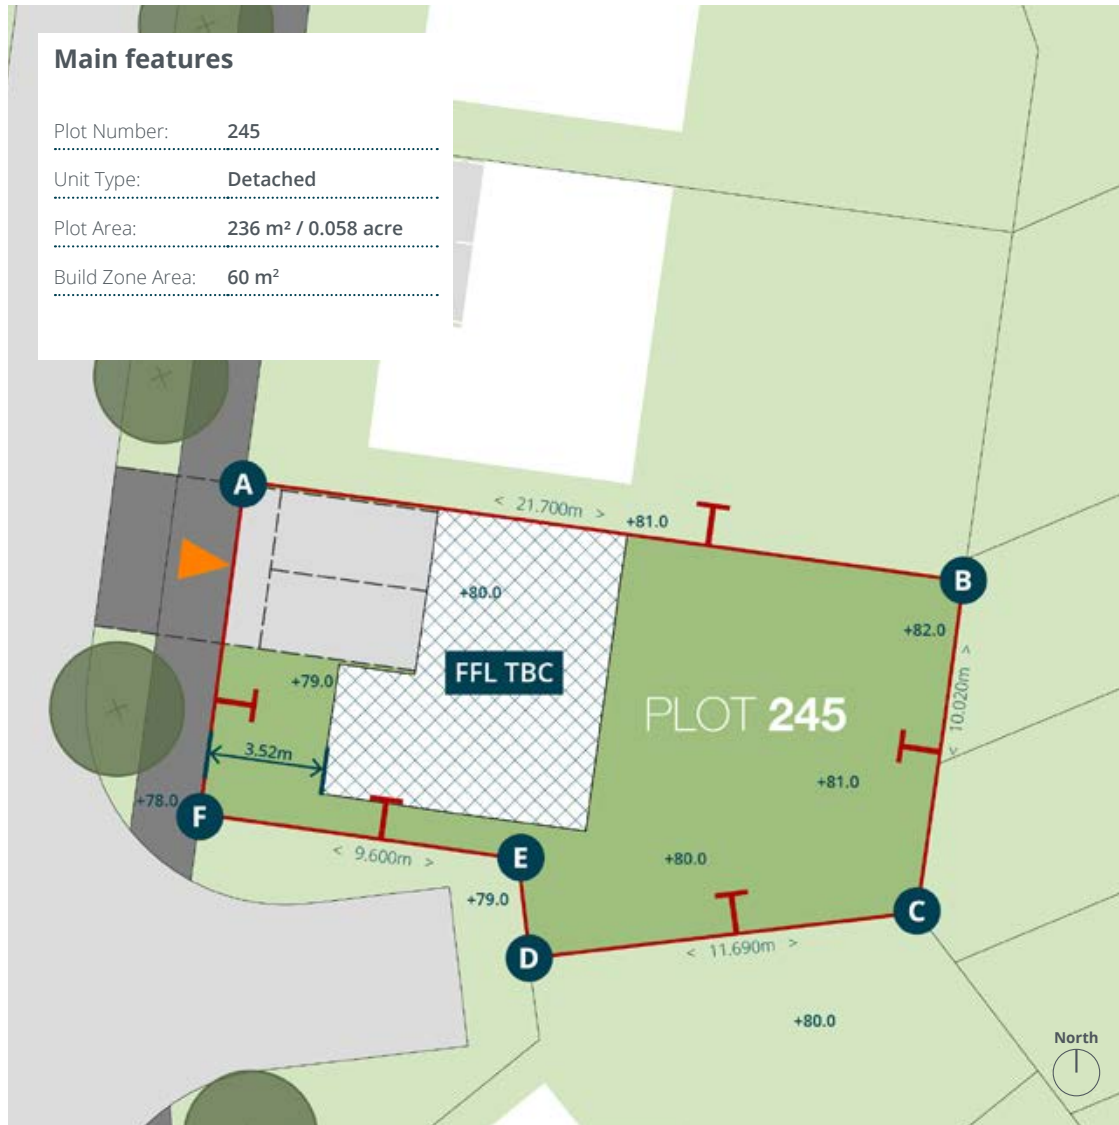 Main features
Plot Number: 245
Unit Type: Detached
Plot Area: 236 m² / 0.058 acre
Build Zone Area: 60 m²
A
< 21.700m >
+81.0
B
+80.0
+82.0
FFL TBC
+79.0
< 10.020m >
PLOT 245
3.52m
+81.0
+78.0
F
< 9.600m >
E
+80.0
+79.0
C
D
< 11.690m >
+80.0
North